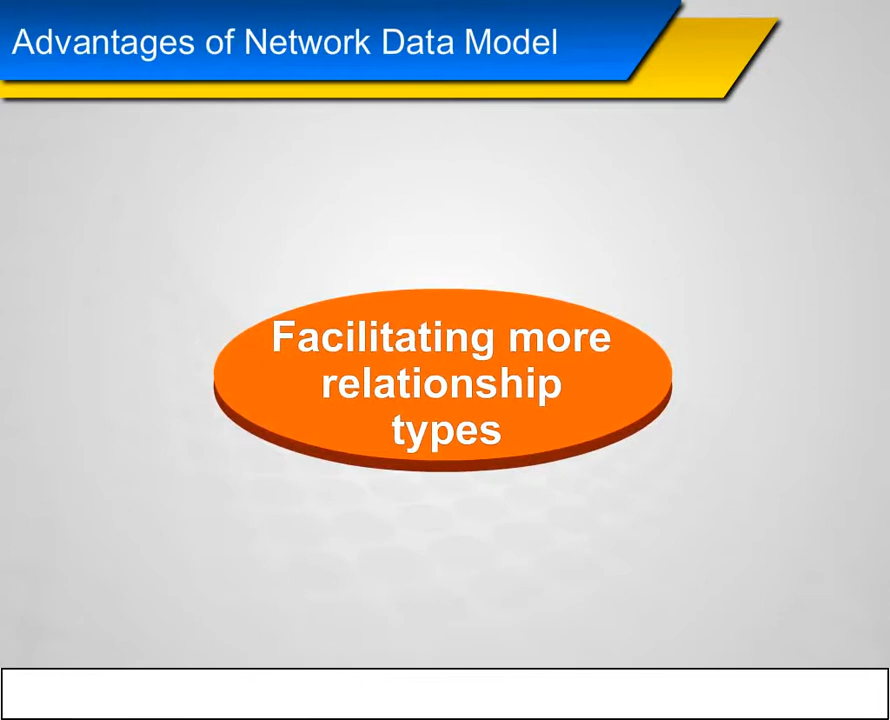 Advantages of Network Data Model
Facilitating more
relationship
types